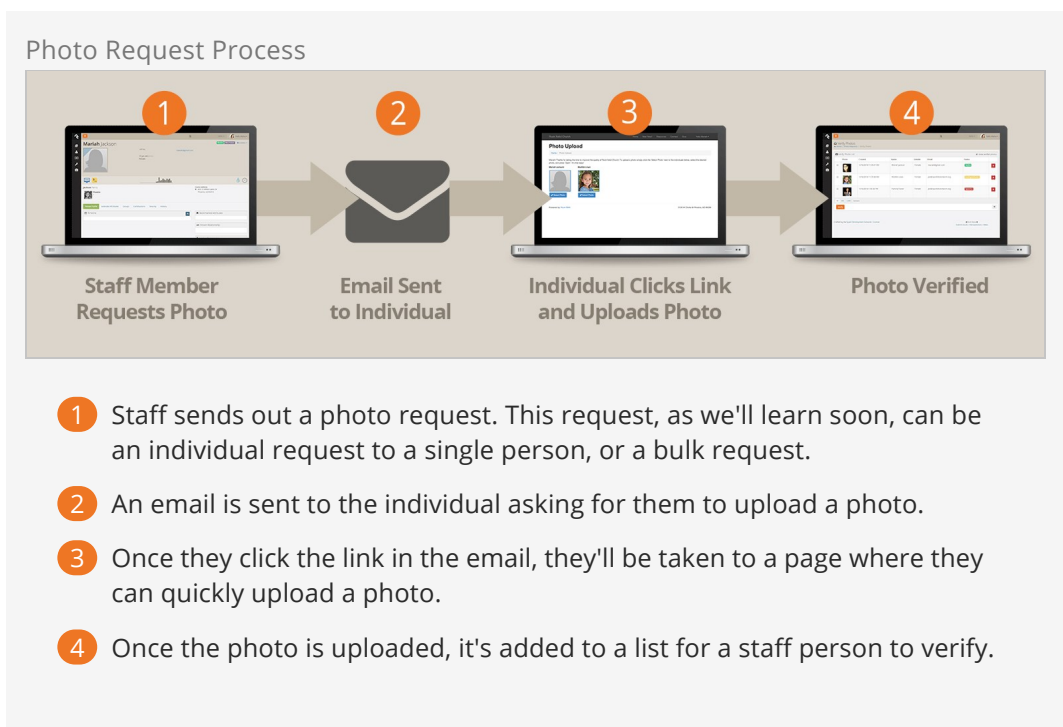 Photo Request Process
1
2
3
4
Mariah Jackson
Photo Upload
Staff Member
Requests Photo
Email Sent
to Individual
Individual Clicks Link
and Uploads Photo
Photo Verified
1 Staff sends out a photo request. This request, as we'll learn soon, can be
an individual request to a single person, or a bulk request.
2 An email is sent to the individual asking for them to upload a photo.
3 Once they click the link in the email, they'll be taken to a page where they
can quickly upload a photo.
4 Once the photo is uploaded, it's added to a list for a staff person to verify.